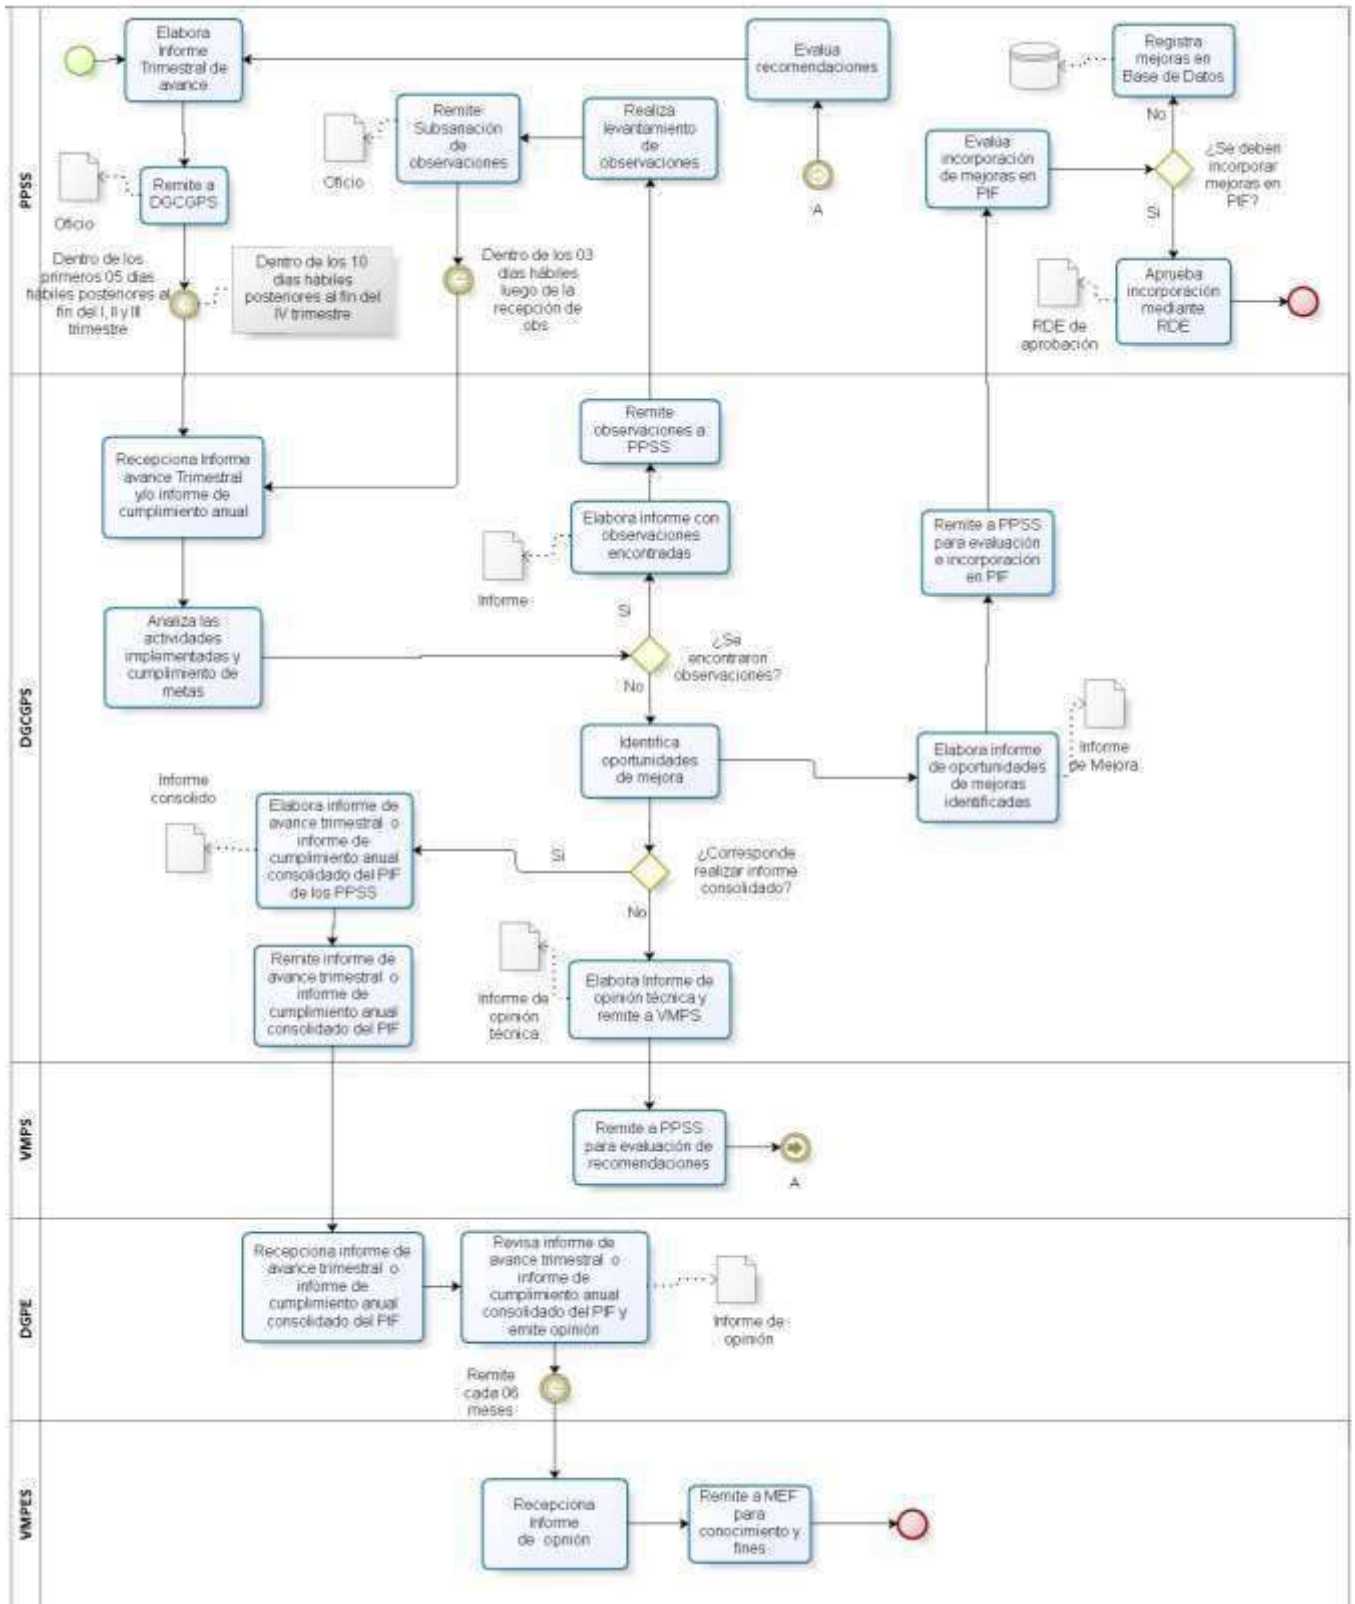 PPSS
Elabora
Informe
Trimestral de
avance
Evalúa
recomendaciones
Registra
mejoras en
Base de Datos
Remite
Subsanación
de
observaciones
Oficio
Realiza
levantamiento
de
observaciones
No
Evalúa
incorporación
de mejoras en
PIF
¿Se deben
incorporar
mejoras en
PIF?
Si
Remite a
DGCGPS
Oficio
A
Dentro de los
primeros 05 días
hábiles posteriores al
fin del I, II y III
trimestre
Dentro de los 10
días hábiles
posteriores al fin del
IV trimestre
Dentro de los 03
días hábiles
luego de la
recepción de
obs
Aprueba
incorporación
mediante
RDE
RDE de
aprobación
DGCGPS
Remite
observaciones a
PPSS
Recepciona Informe
avance Trimestral
y/o informe de
cumplimiento anual
Elabora informe con
observaciones
encontradas
Informe
Remite a PPSS
para evaluación
e incorporación
en PIF
Si
Analiza las
actividades
implementadas y
cumplimiento de
metas
¿Se
encontraron
observaciones?
No
Identifica
oportunidades
de mejora
Elabora informe
de oportunidades
de mejoras
identificadas
Informe
de Mejora
Informe
consolido
Elabora informe de
avance trimestral o
informe de
cumplimiento anual
consolidado del PIF
de los PPSS
Si
¿Corresponde
realizar informe
consolidado?
No
Remite informe de
avance trimestral o
informe de
cumplimiento anual
consolidado del PIF
Informe de
opinión
técnica
Elabora Informe de
opinión técnica y
remite a VMPS
VMPS
Remite a PPSS
para evaluación de
recomendaciones
A
DGPE
Recepciona informe de
avance trimestral o
informe de
cumplimiento anual
consolidado del PIF
Revisa informe de
avance trimestral o
informe de
cumplimiento anual
consolidado del PIF y
emite opinión
Informe de
opinión
Remite
cada 06
meses
VMPES
Recepciona
Informe
de opinión
Remite a MEF
para
conocimiento y
fines